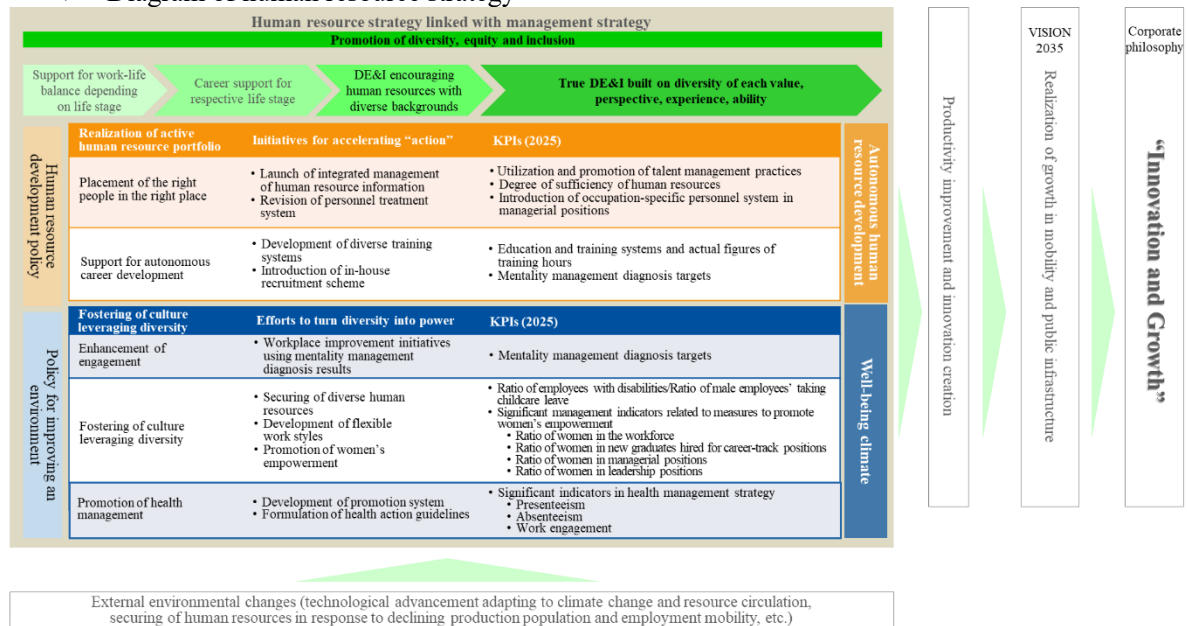 Diagram of human resource strategy
Human resource strategy linked with management strategy
Promotion of diversity, equity and inclusion
Support for work-life
balance depending
on life stage
Career support for
respective life stage
DE&I encouraging
human resources with
diverse backgrounds
True DE&I built on diversity of each value,
perspective, experience, ability
Human resource
development policy
Realization of active
human resource portfolio
Initiatives for accelerating “action”
KPIs (2025)
Placement of the right
people in the right place
• Launch of integrated management
of human resource information
• Revision of personnel treatment
system
• Utilization and promotion of talent management practices
• Degree of sufficiency of human resources
• Introduction of occupation-specific personnel system in
managerial positions
Support for autonomous
career development
• Development of diverse training
systems
• Introduction of in-house
recruitment scheme
• Education and training systems and actual figures of
training hours
• Mentality management diagnosis targets
Autonomous human
resource development
Policy for improving an
environment
Fostering of culture
leveraging diversity
Efforts to turn diversity into power
KPIs (2025)
Enhancement of
engagement
• Workplace improvement initiatives
using mentality management
diagnosis results
• Mentality management diagnosis targets
Fostering of culture
leveraging diversity
• Securing of diverse human
resources
• Development of flexible
work styles
• Promotion of women’s
empowerment
• Ratio of employees with disabilities/Ratio of male employees’ taking
childcare leave
• Significant management indicators related to measures to promote
women’s empowerment
• Ratio of women in the workforce
• Ratio of women in new graduates hired for career-track positions
• Ratio of women in managerial positions
• Ratio of women in leadership positions
Promotion of health
management
• Development of promotion system
• Formulation of health action guidelines
• Significant indicators in health management strategy
• Presenteeism
• Absenteeism
• Work engagement
Well-being climate
Productivity improvement and innovation creation
VISION
2035
Realization of growth in mobility and public infrastructure
Corporate
philosophy
“Innovation and Growth”
External environmental changes (technological advancement adapting to climate change and resource circulation,
securing of human resources in response to declining production population and employment mobility, etc.)